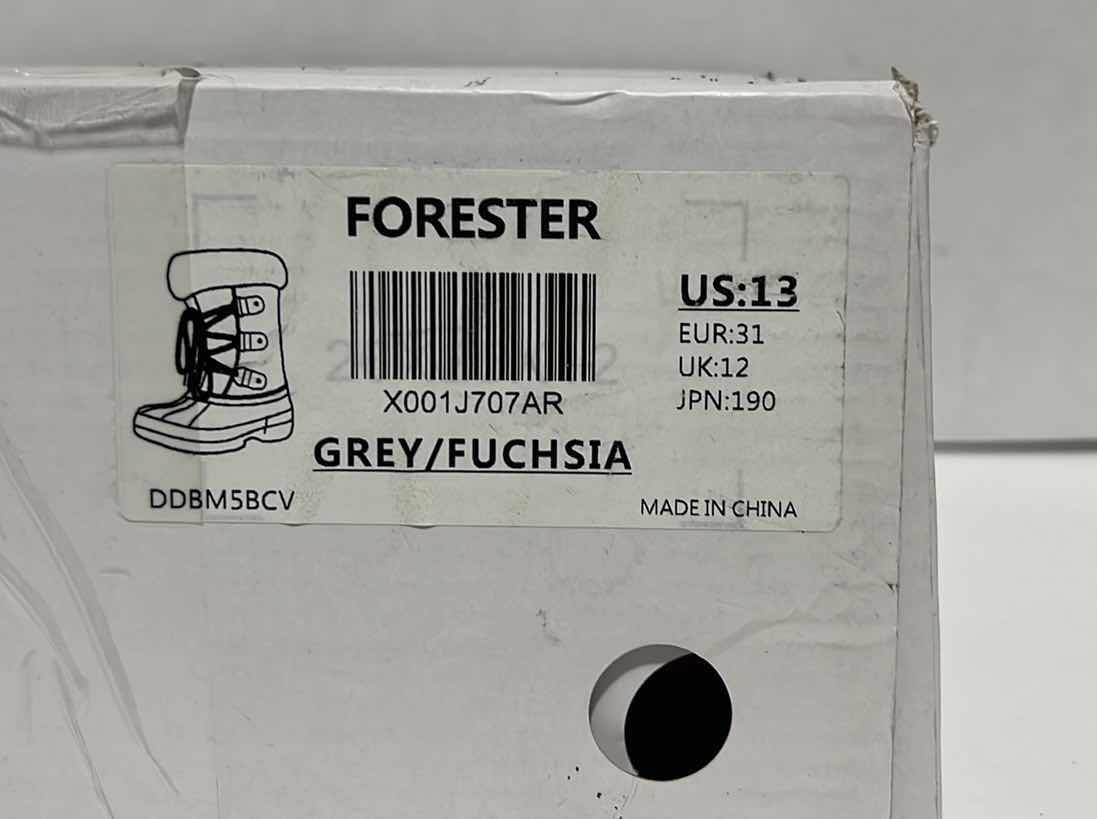 FORESTER
X001J707AR
GREY/FUCHSIA
DDBM5BCV
US:13
EUR:31
UK:12
JPN:190
MADE IN CHINA